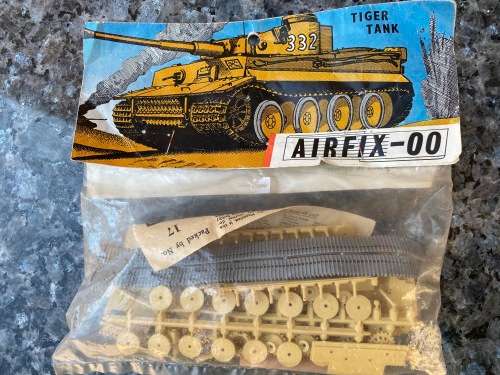 TIGER
TANK
332
AIRFIX-00
Packed by No.
17